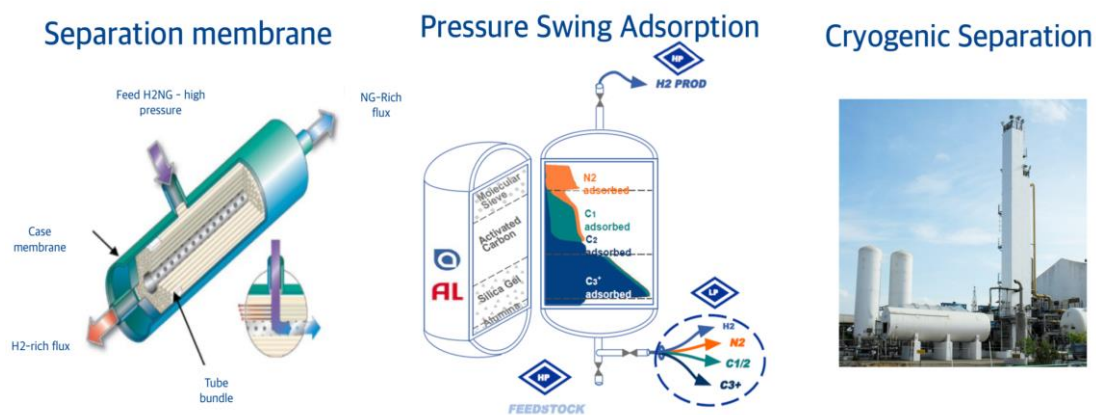 Separation membrane
Feed H2NG - high
pressure
NG-Rich
flux
Case
membrane
H2-rich flux
Tube
bundle
Pressure Swing Adsorption
HP
H2 PROD
Molecular
Sieve
Activated
Carbon
Silica Gel
Alumine
AL
N2
adsorbed
C1
adsorbed
C2
adsorbed
C3+
adsorbed
LP
H2
N2
C1/2
C3+
HP
FEEDSTOCK
Cryogenic Separation